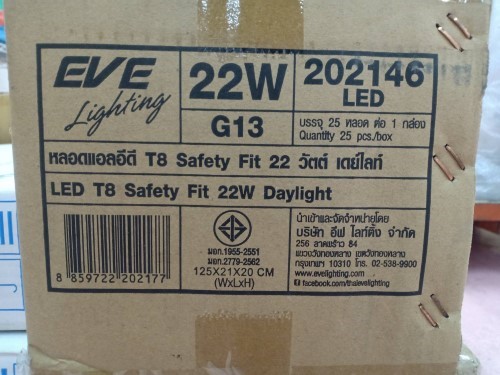 EVE
Lighting
22W
G13
202146
LED
บรรจุ 25 หลอด ต่อ 1 กล่อง
Quantity 25 pcs./box
หลอดแอลอีดี T8 Safety Fit 22 วัตต์ เดย์ไลท์
LED T8 Safety Fit 22W Daylight
8 859722 202177
มอก.1955-2551
มอก.2779-2562
125X21X20 CM
(WxLxH)
นำเข้าและจัดจำหน่ายโดย
บริษัท อีฟ ไลท์ติ้ง จำกัด
256 ลาดพร้าว 84
แขวงวังทองหลาง เขตวังทองหลาง
กรุงเทพฯ 10310 โทร. 02-538-9900
www.evelighting.com
facebook.com/thaievelighting